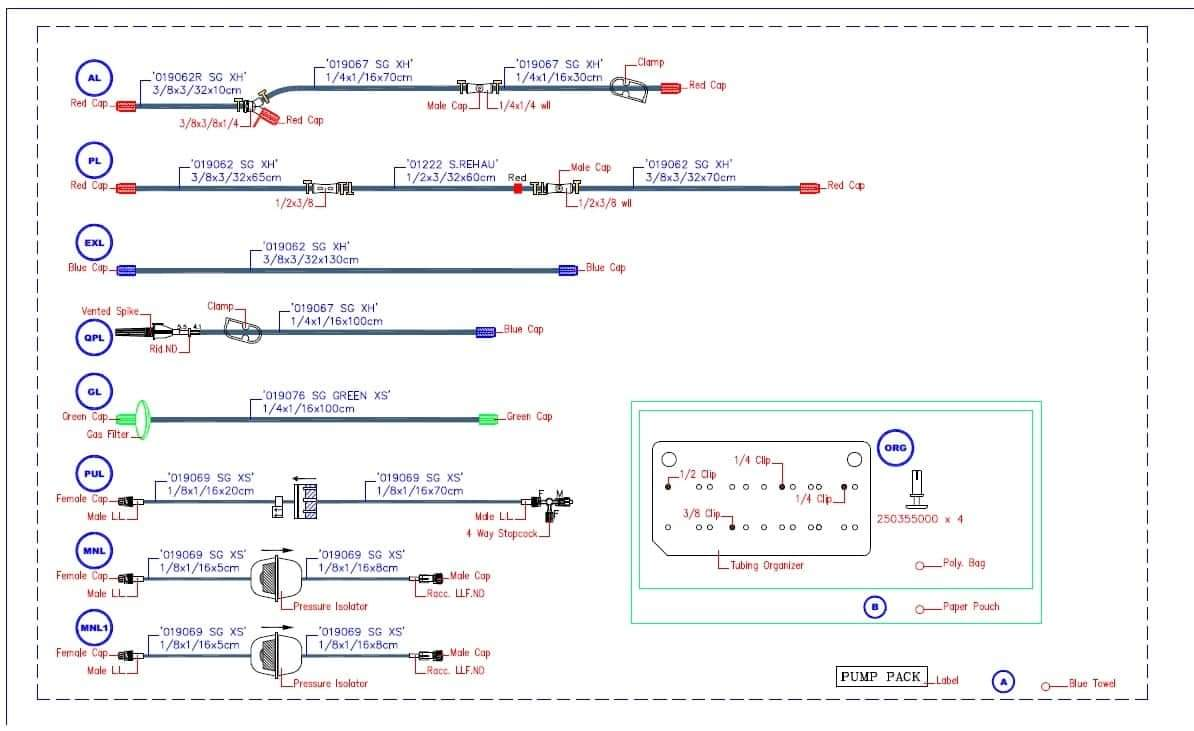 AL
'019062R SG XH'
3/8x3/32x10cm
'019067 SG XH'
1/4x1/16x70cm
'019067 SG XH'
1/4x1/16x30cm
Clamp
Red Cap
Red Cap
3/8x3/8x1/4
Red Cap
Male Cap
1/4x1/4 wll
PL
'019062 SG XH'
3/8x3/32x65cm
'01222 S.REHAU'
1/2x3/32x60cm
Red
Male Cap
'019062 SG XH'
3/8x3/32x70cm
Red Cap
Red Cap
1/2x3/8
1/2x3/8 wll
EXL
'019062 SG XH'
3/8x3/32x130cm
Blue Cap
Blue Cap
Vented Spike
Clamp
'019067 SG XH'
1/4x1/16x100cm
5.5 4.1
Blue Cap
QPL
Rid.ND
GL
'019076 SG GREEN XS'
1/4x1/16x100cm
Green Cap
Green Cap
Gas Filter
PUL
'019069 SG XS'
1/8x1/16x20cm
'019069 SG XS'
1/8x1/16x70cm
Female Cap
Male LL
Male LL
F M
F
4 Way Stopcock
MNL
'019069 SG XS'
1/8x1/16x5cm
'019069 SG XS'
1/8x1/16x8cm
Female Cap
Male Cap
Male LL
Racc. LLF.ND
Pressure Isolator
MNL1
'019069 SG XS'
1/8x1/16x5cm
'019069 SG XS'
1/8x1/16x8cm
Female Cap
Male Cap
Male LL
Racc. LLF.ND
Pressure Isolator
ORG
1/4 Clip
1/2 Clip
1/4 Clip
3/8 Clip
250355000 x 4
Tubing Organizer
Poly. Bag
B
Paper Pouch
PUMP PACK
Label
A
Blue Towel